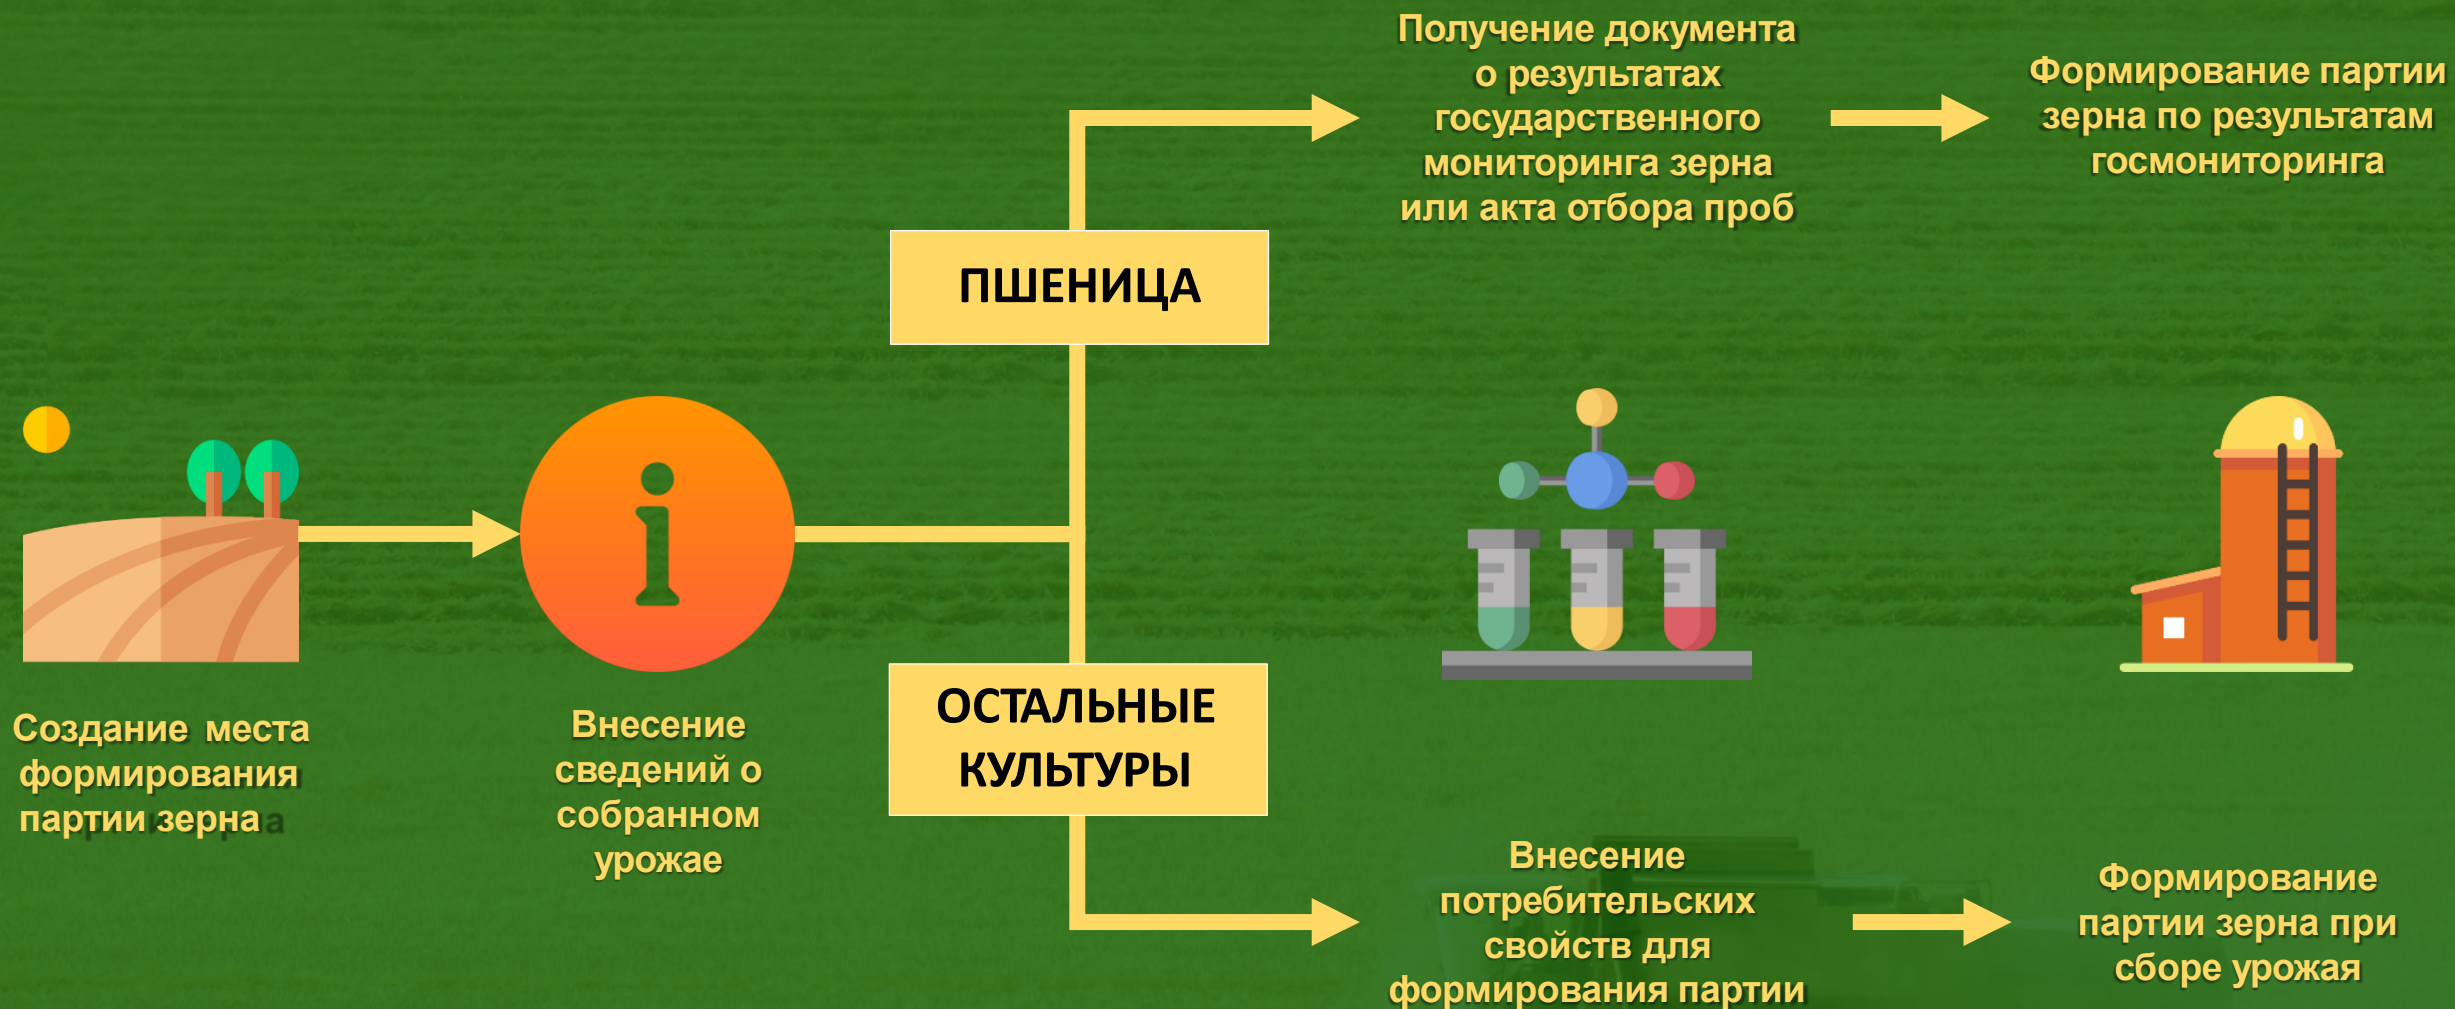 Получение документа
о результатах
государственного
мониторинга зерна
или акта отбора проб
Формирование партии
зерна по результатам
госмониторинга
ПШЕНИЦА
Создание места
формирования
партии зерна
Внесение
сведений о
собранном
урожае
ОСТАЛЬНЫЕ
КУЛЬТУРЫ
Внесение
потребительских
свойств для
формирования партии
Формирование
партии зерна при
сборе урожая